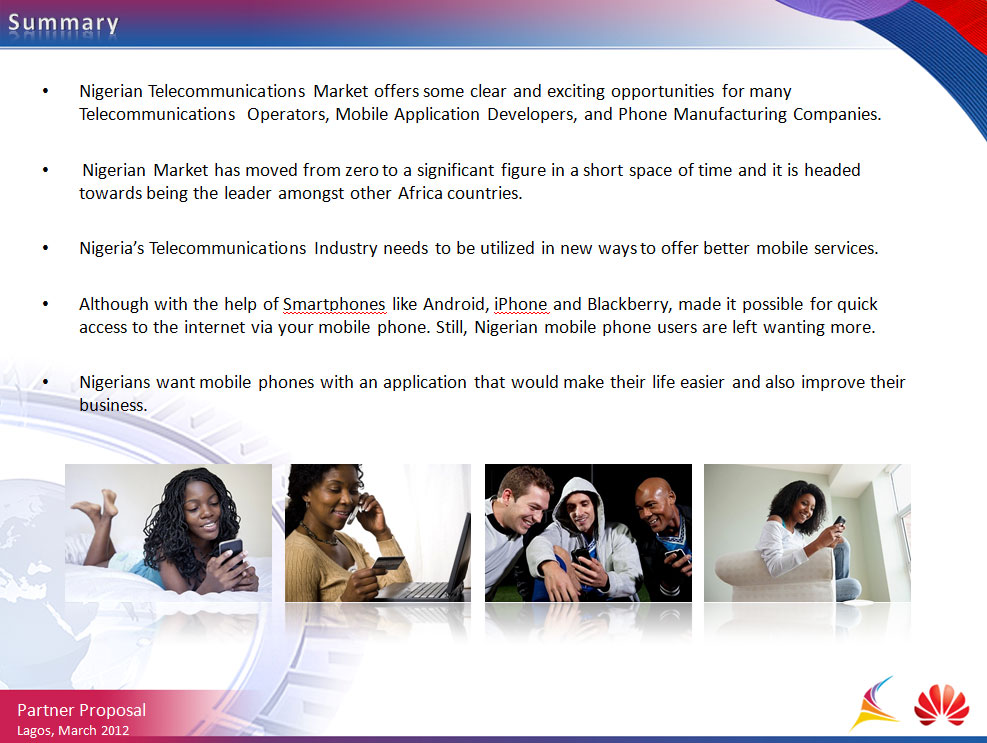 Summary
• Nigerian Telecommunications Market offers some clear and exciting opportunities for many
Telecommunications Operators, Mobile Application Developers, and Phone Manufacturing Companies.
• Nigerian Market has moved from zero to a significant figure in a short space of time and it is headed
towards being the leader amongst other Africa countries.
• Nigeria’s Telecommunications Industry needs to be utilized in new ways to offer better mobile services.
• Although with the help of Smartphones like Android, iPhone and Blackberry, made it possible for quick
access to the internet via your mobile phone. Still, Nigerian mobile phone users are left wanting more.
• Nigerians want mobile phones with an application that would make their life easier and also improve their
business.
Partner Proposal
Lagos, March 2012